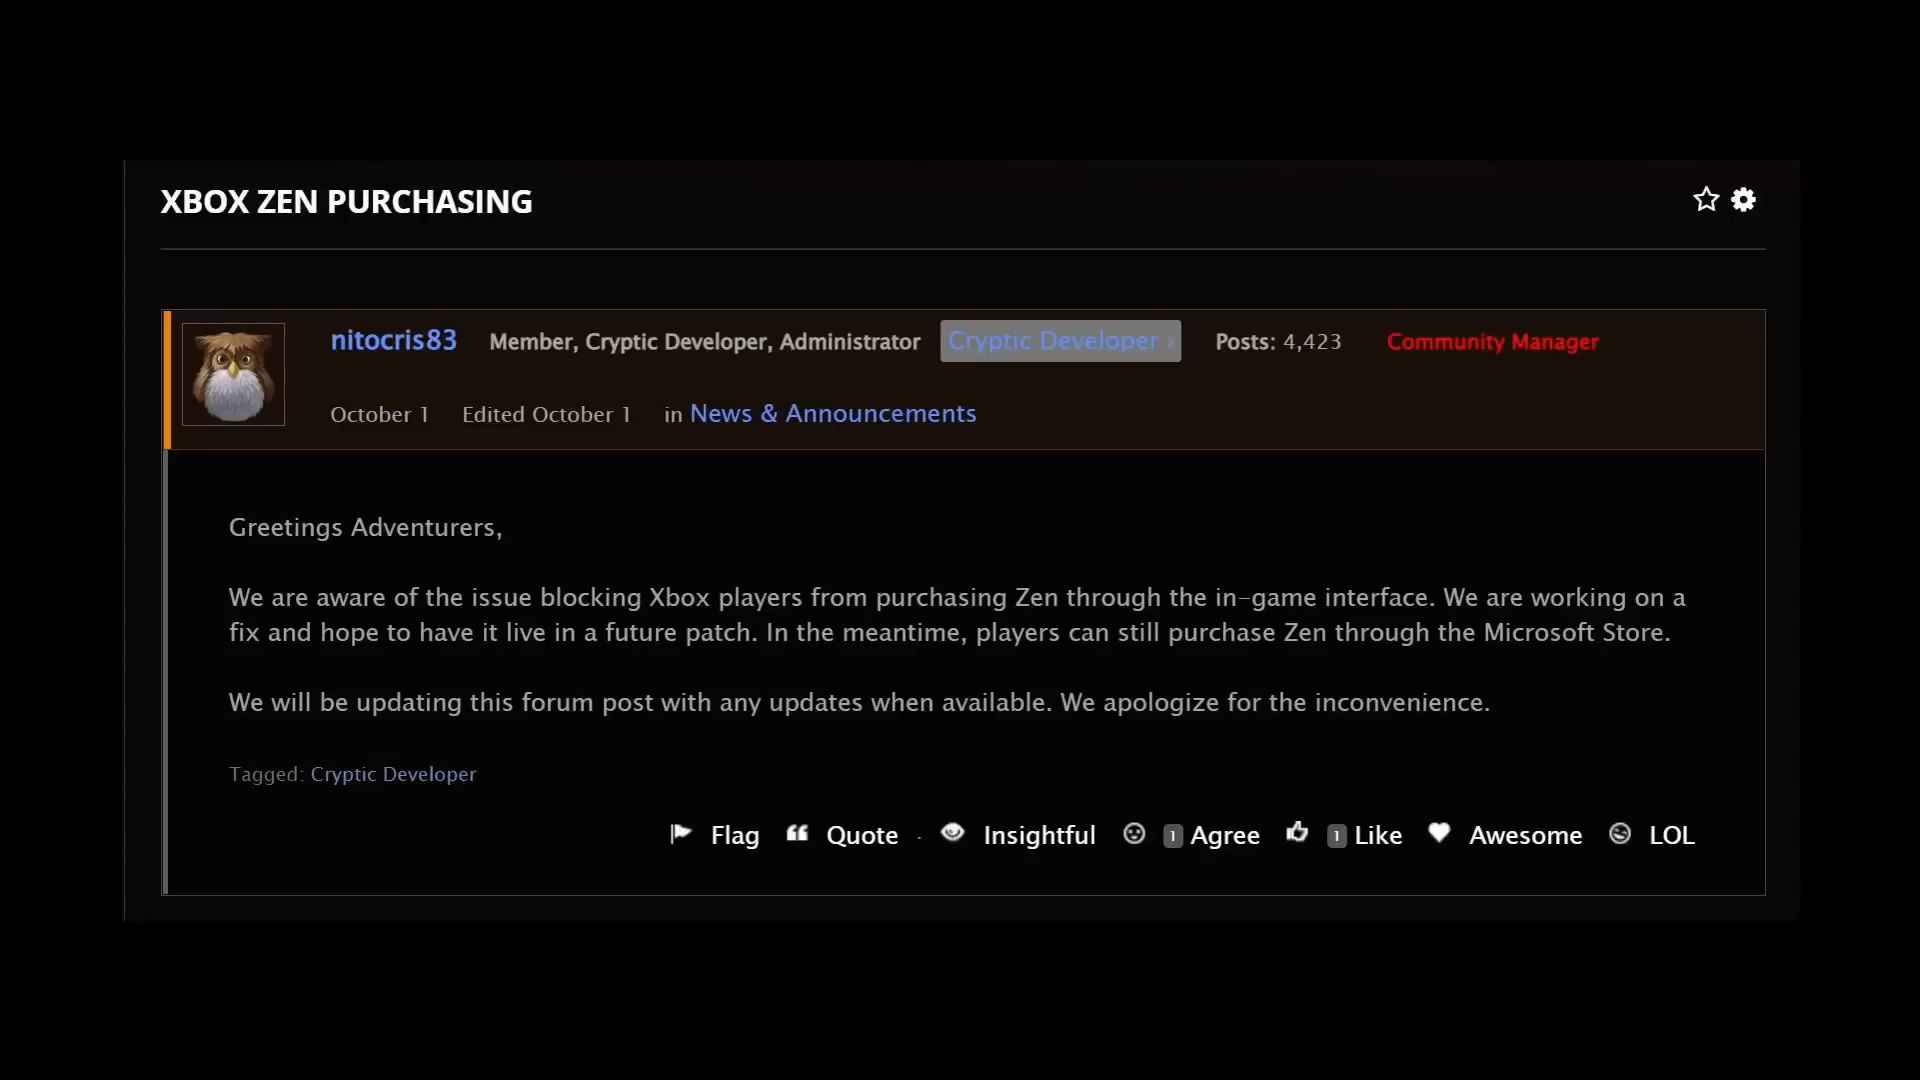 XBOX ZEN PURCHASING
nitocris83 Member, Cryptic Developer, Administrator Cryptic Developer › Posts: 4,423 Community Manager
October 1 Edited October 1 in News & Announcements
Greetings Adventurers,
We are aware of the issue blocking Xbox players from purchasing Zen through the in-game interface. We are working on a
fix and hope to have it live in a future patch. In the meantime, players can still purchase Zen through the Microsoft Store.
We will be updating this forum post with any updates when available. We apologize for the inconvenience.
Tagged: Cryptic Developer
Flag Quote · Insightful 1 Agree 1 Like Awesome LOL